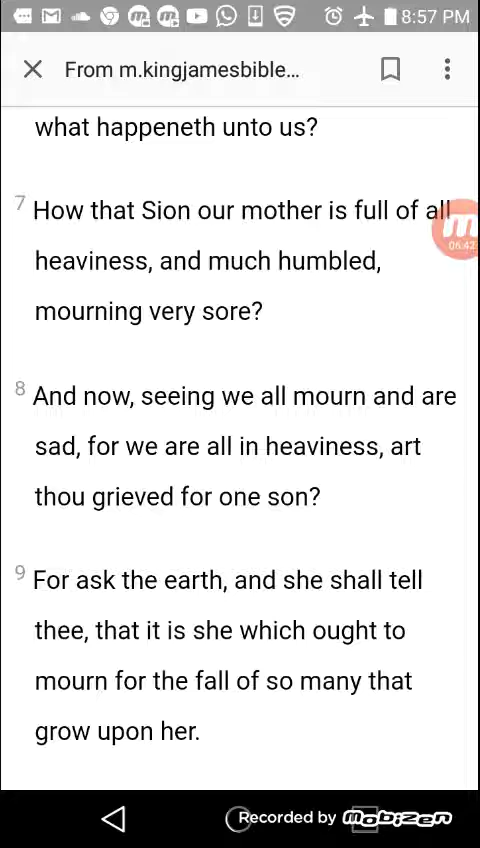 8:57 PM
From m.kingjamesbible...
what happeneth unto us?
7 How that Sion our mother is full of all
heaviness, and much humbled,
mourning very sore?
06:42
8 And now, seeing we all mourn and are
sad, for we are all in heaviness, art
thou grieved for one son?
9 For ask the earth, and she shall tell
thee, that it is she which ought to
mourn for the fall of so many that
grow upon her.
Recorded by Mobizen